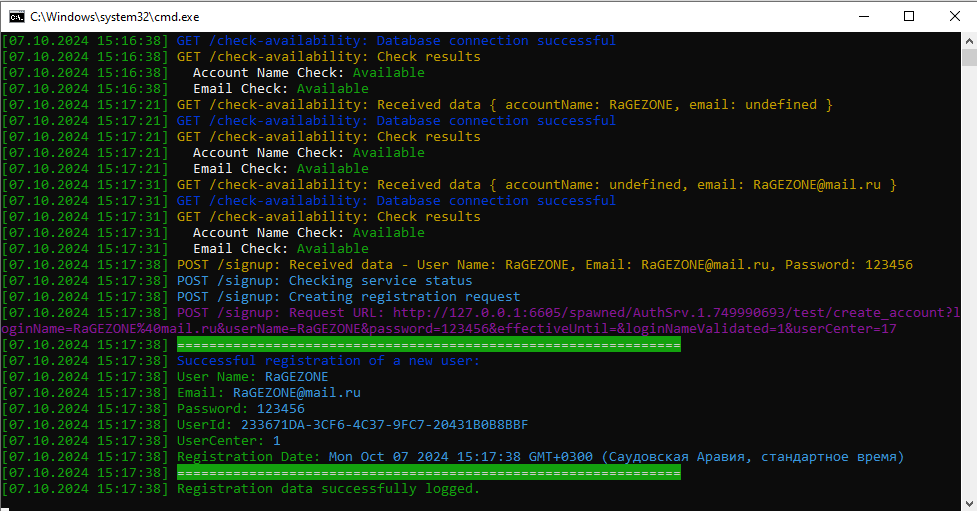 C:\Windows\system32\cmd.exe
[07.10.2024 15:16:38] GET /check-availability: Database connection successful
[07.10.2024 15:16:38] GET /check-availability: Check results
[07.10.2024 15:16:38]   Account Name Check: Available
[07.10.2024 15:16:38]   Email Check: Available
[07.10.2024 15:17:21] GET /check-availability: Received data { accountName: RaGEZONE, email: undefined }
[07.10.2024 15:17:21] GET /check-availability: Database connection successful
[07.10.2024 15:17:21] GET /check-availability: Check results
[07.10.2024 15:17:21]   Account Name Check: Available
[07.10.2024 15:17:21]   Email Check: Available
[07.10.2024 15:17:31] GET /check-availability: Received data { accountName: undefined, email: RaGEZONE@mail.ru }
[07.10.2024 15:17:31] GET /check-availability: Database connection successful
[07.10.2024 15:17:31] GET /check-availability: Check results
[07.10.2024 15:17:31]   Account Name Check: Available
[07.10.2024 15:17:31]   Email Check: Available
[07.10.2024 15:17:38] POST /signup: Received data - User Name: RaGEZONE, Email: RaGEZONE@mail.ru, Password: 123456
[07.10.2024 15:17:38] POST /signup: Checking service status
[07.10.2024 15:17:38] POST /signup: Creating registration request
[07.10.2024 15:17:38] POST /signup: Request URL: http://127.0.0.1:6605/spawned/AuthSrv.1.749990693/test/create_account?l
oginName=RaGEZONE%40mail.ru&userName=RaGEZONE&password=123456&effectiveUntil=&loginNameValidated=1&userCenter=17
[07.10.2024 15:17:38] ===============================================================
[07.10.2024 15:17:38] Successful registration of a new user:
[07.10.2024 15:17:38] User Name: RaGEZONE
[07.10.2024 15:17:38] Email: RaGEZONE@mail.ru
[07.10.2024 15:17:38] Password: 123456
[07.10.2024 15:17:38] UserId: 233671DA-3CF6-4C37-9FC7-20431B0B8BBF
[07.10.2024 15:17:38] UserCenter: 1
[07.10.2024 15:17:38] Registration Date: Mon Oct 07 2024 15:17:38 GMT+0300 (Саудовская Аравия, стандартное время)
[07.10.2024 15:17:38] ===============================================================
[07.10.2024 15:17:38] Registration data successfully logged.